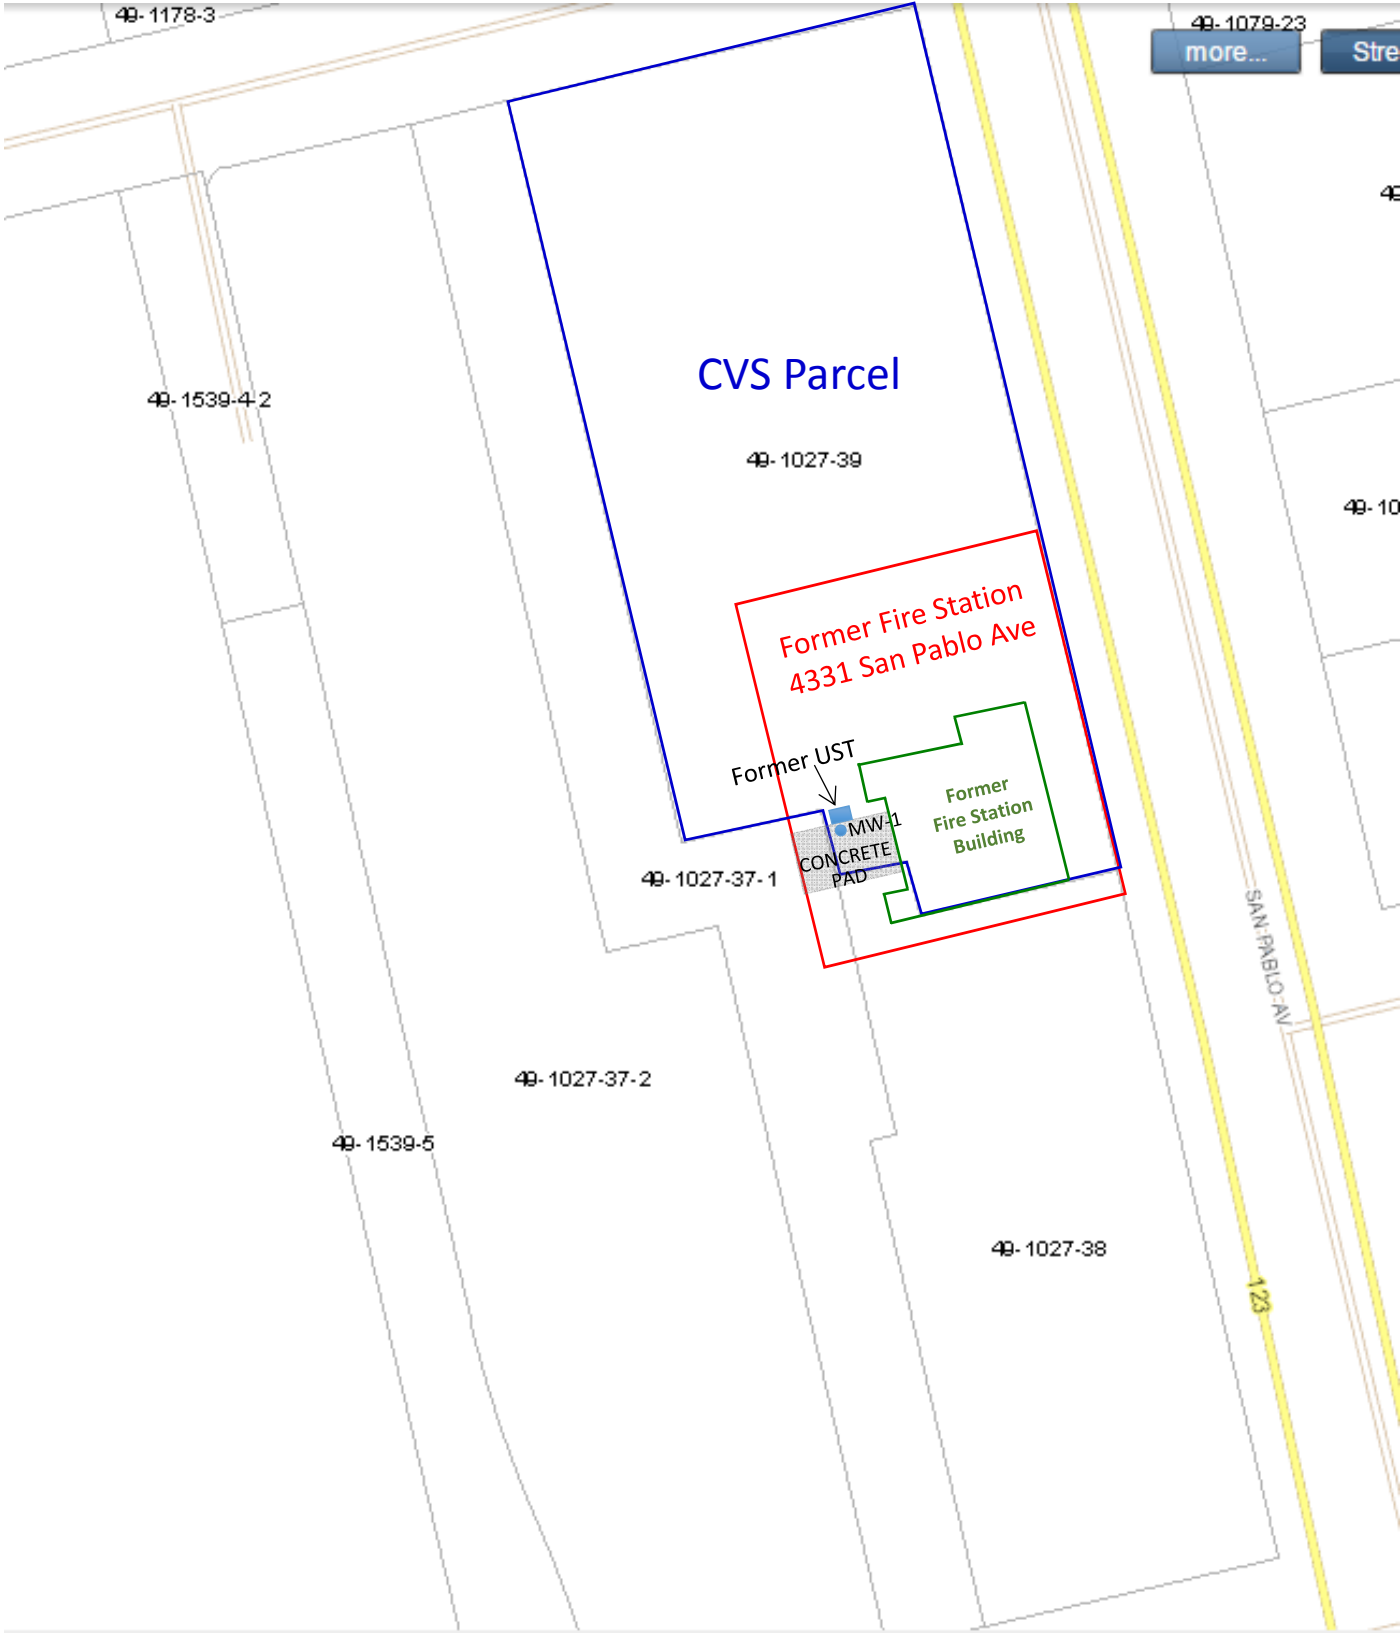 49-1178-3
49-1079-23
more...
Stre
49
49-1539-4-2
CVS Parcel
49-1027-39
49-10
Former Fire Station
4331 San Pablo Ave
Former UST
Former
Fire Station
Building
MW-1
CONCRETE
PAD
49-1027-37-1
SAN PABLO AV
49-1027-37-2
49-1539-5
49-1027-38
123